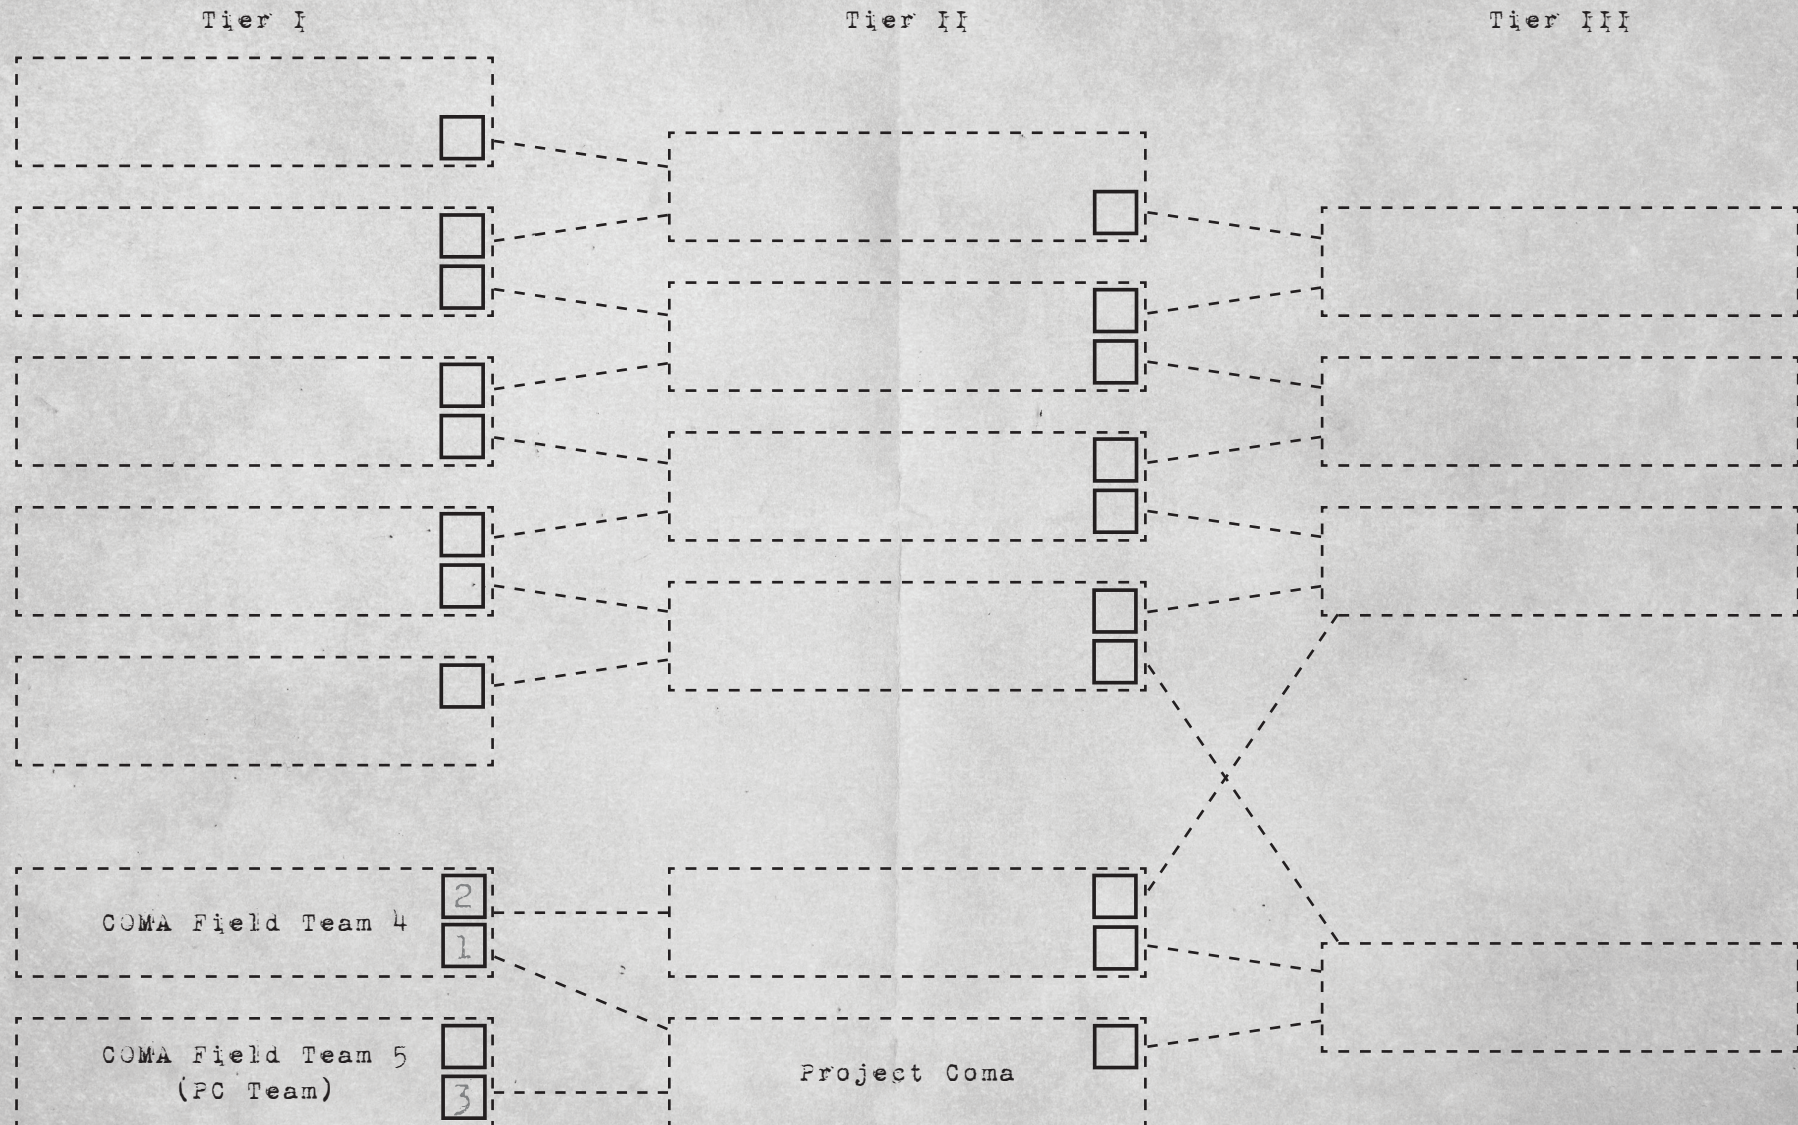 Tier I
Tier II
Tier III
COMA Field Team 4
2
1
COMA Field Team 5
(PC Team)
3
Project Coma